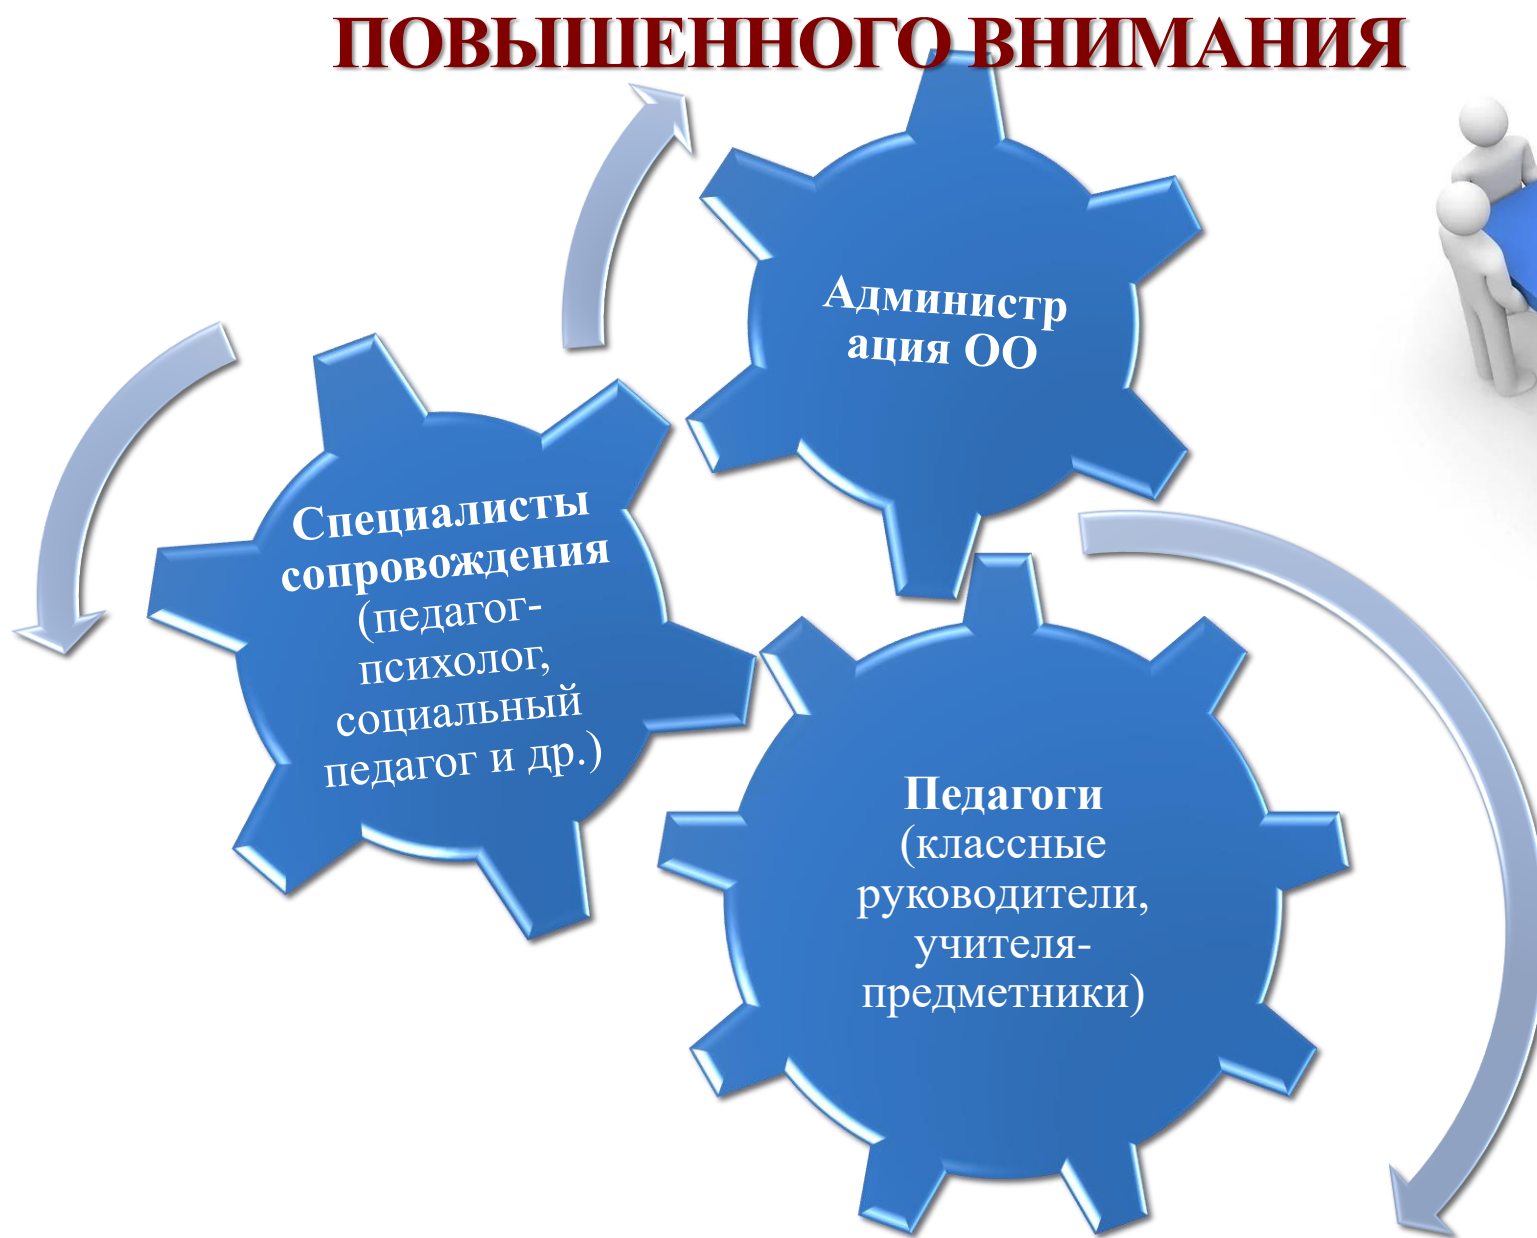 ПОВЫШЕННОГО ВНИМАНИЯ
Администр
ация ОО
Специалисты
сопровождения
(педагог-
психолог,
социальный
педагог и др.)
Педагоги
(классные
руководители,
учителя-
предметники)